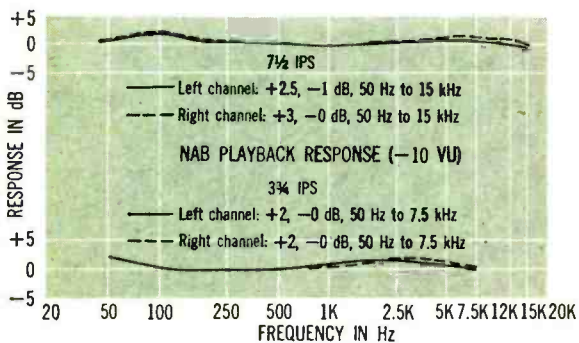 +5
0
−5
7½ IPS
Left channel: +2.5, −1 dB, 50 Hz to 15 kHz
Right channel: +3, −0 dB, 50 Hz to 15 kHz
NAB PLAYBACK RESPONSE (−10 VU)
3¾ IPS
Left channel: +2, −0 dB, 50 Hz to 7.5 kHz
Right channel: +2, −0 dB, 50 Hz to 7.5 kHz
RESPONSE IN dB
+5
0
−5
20 50 100 250 500 1K 2.5K 5K 7.5K 12K 15K 20K
FREQUENCY IN Hz